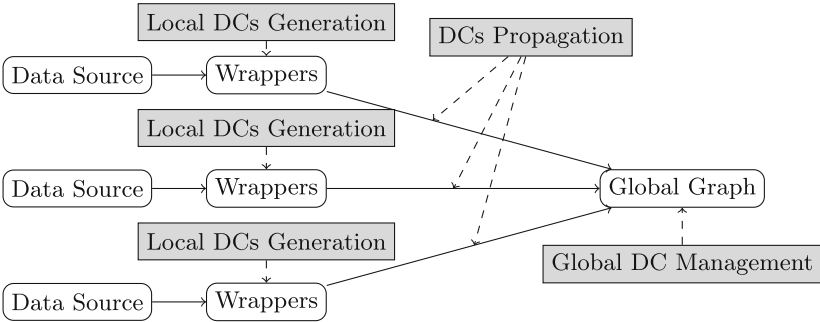 Local DCs Generation
DCs Propagation
Data Source
Wrappers
Local DCs Generation
Data Source
Wrappers
Global Graph
Local DCs Generation
Global DC Management
Data Source
Wrappers